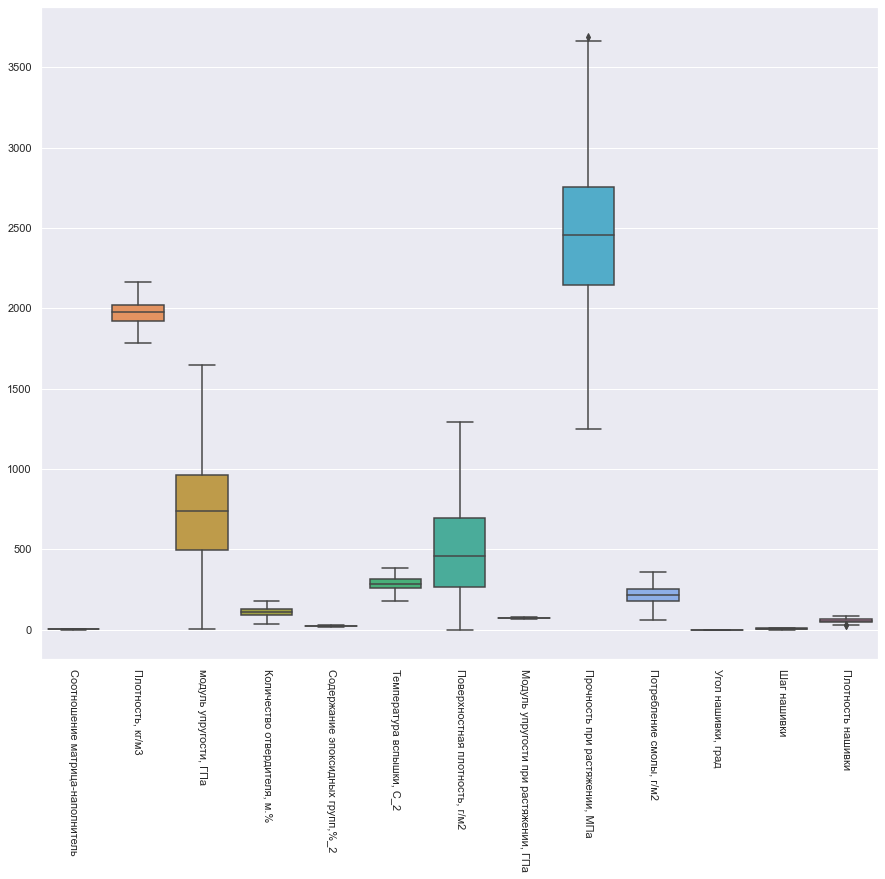 3500
3000
2500
2000
1500
1000
500
0
Соотношение матрица-наполнитель
Плотность, кг/м3
модуль упругости, ГПа
Количество отвердителя, м.%
Содержание эпоксидных групп,%_2
Температура вспышки, С_2
Поверхностная плотность, г/м2
Модуль упругости при растяжении, ГПа
Прочность при растяжении, МПа
Потребление смолы, г/м2
Угол нашивки, град
Шаг нашивки
Плотность нашивки